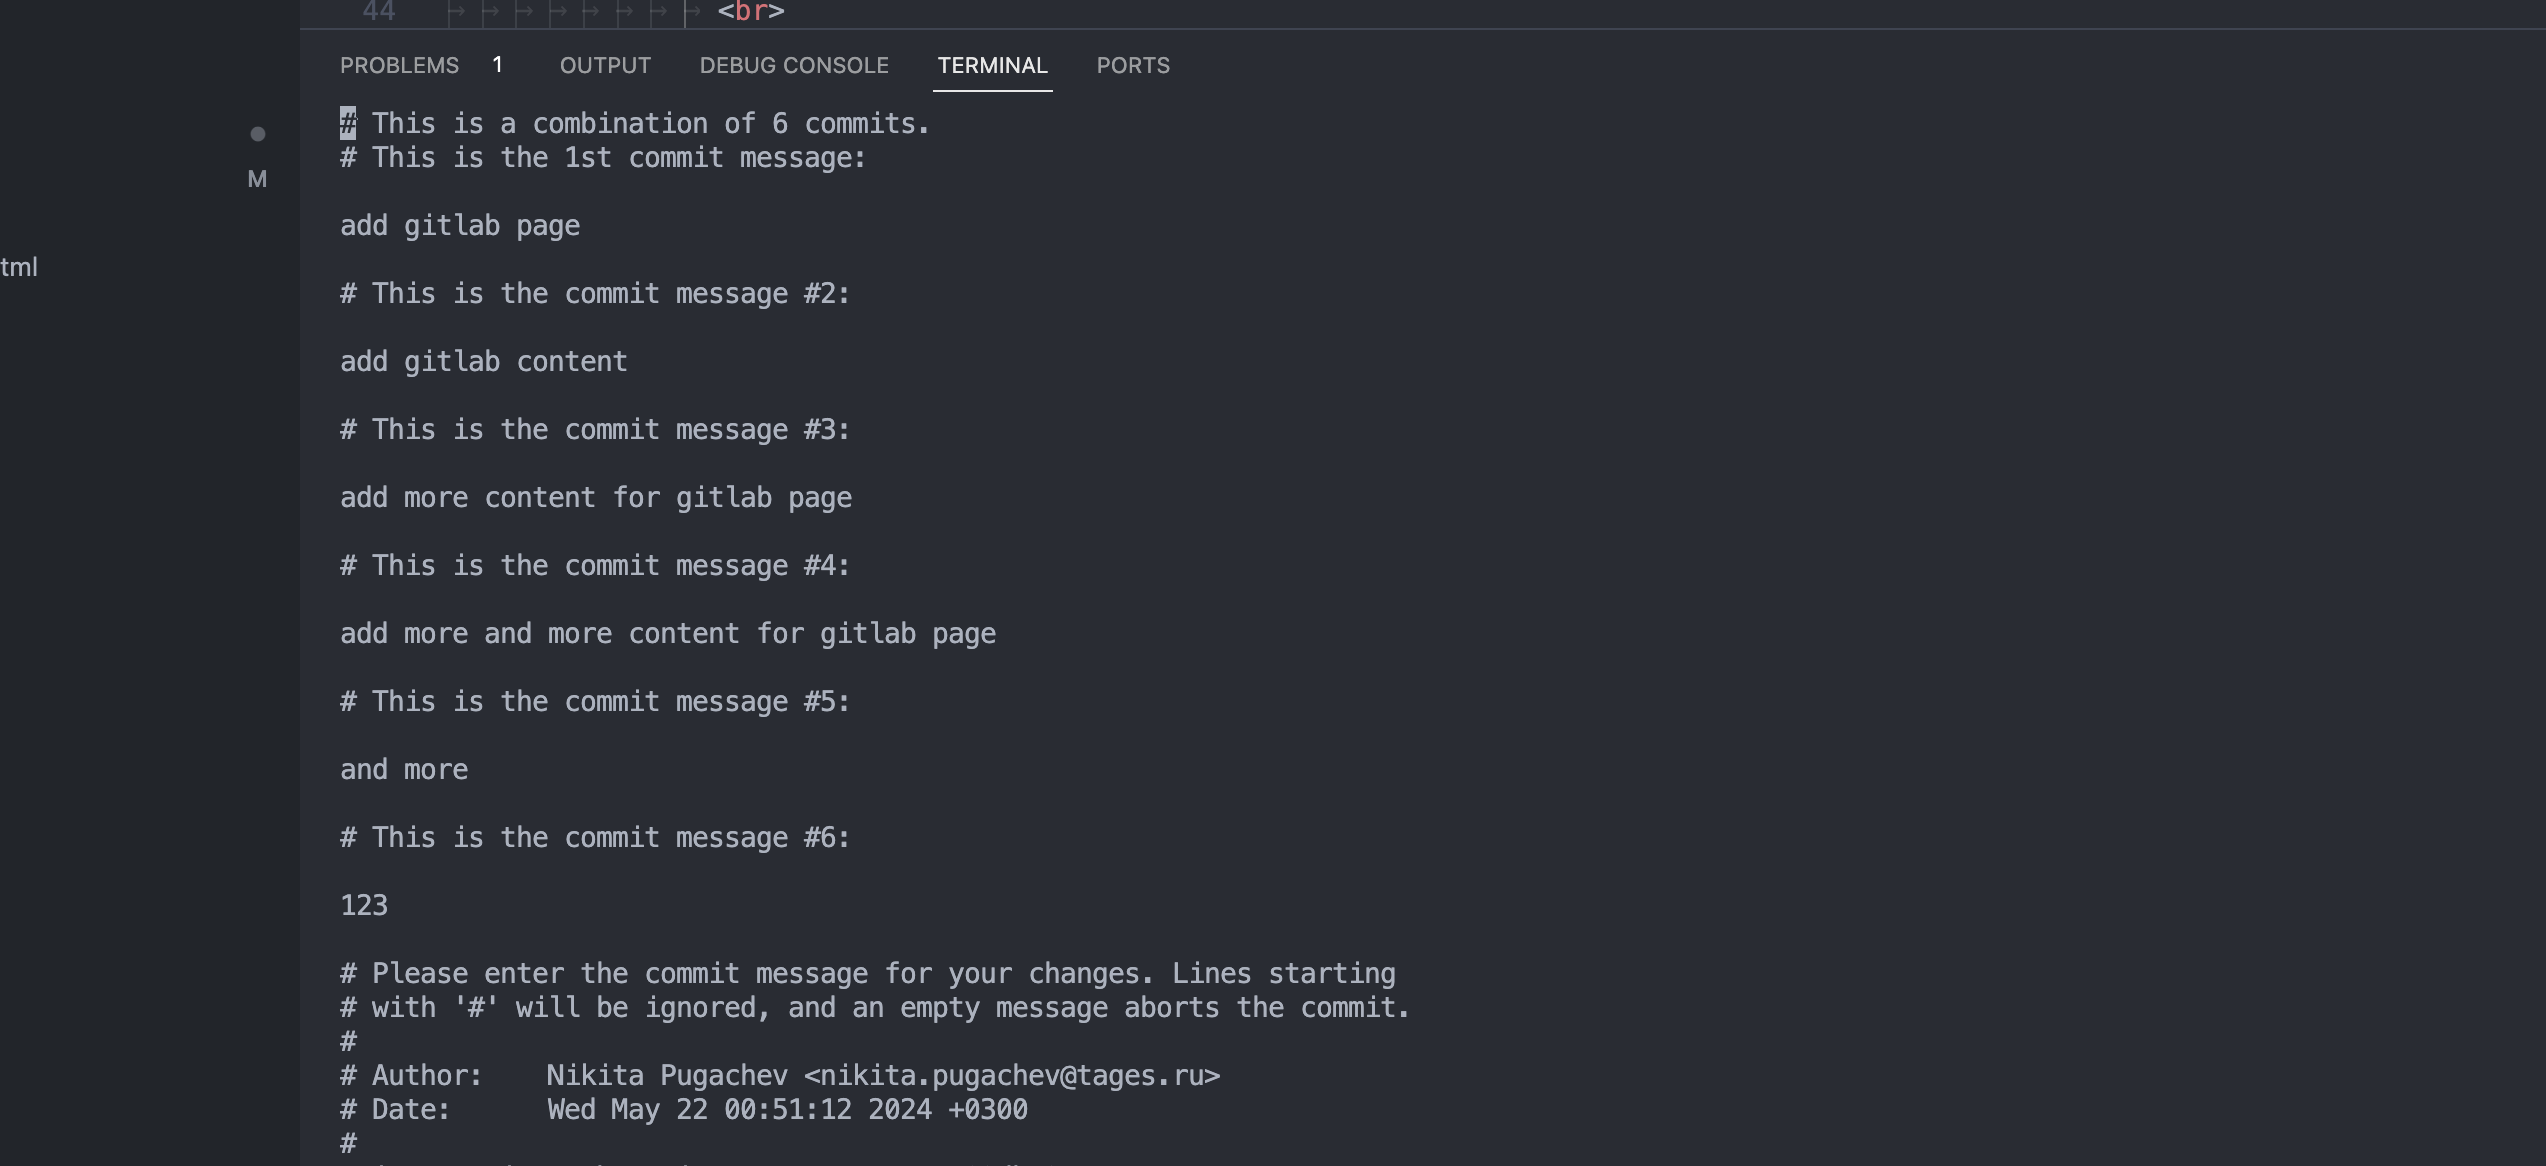 44 <br>
PROBLEMS 1 OUTPUT DEBUG CONSOLE TERMINAL PORTS
# This is a combination of 6 commits.
# This is the 1st commit message:
M
add gitlab page
tml
# This is the commit message #2:
add gitlab content
# This is the commit message #3:
add more content for gitlab page
# This is the commit message #4:
add more and more content for gitlab page
# This is the commit message #5:
and more
# This is the commit message #6:
123
# Please enter the commit message for your changes. Lines starting
# with '#' will be ignored, and an empty message aborts the commit.
#
# Author: Nikita Pugachev <nikita.pugachev@tages.ru>
# Date: Wed May 22 00:51:12 2024 +0300
#